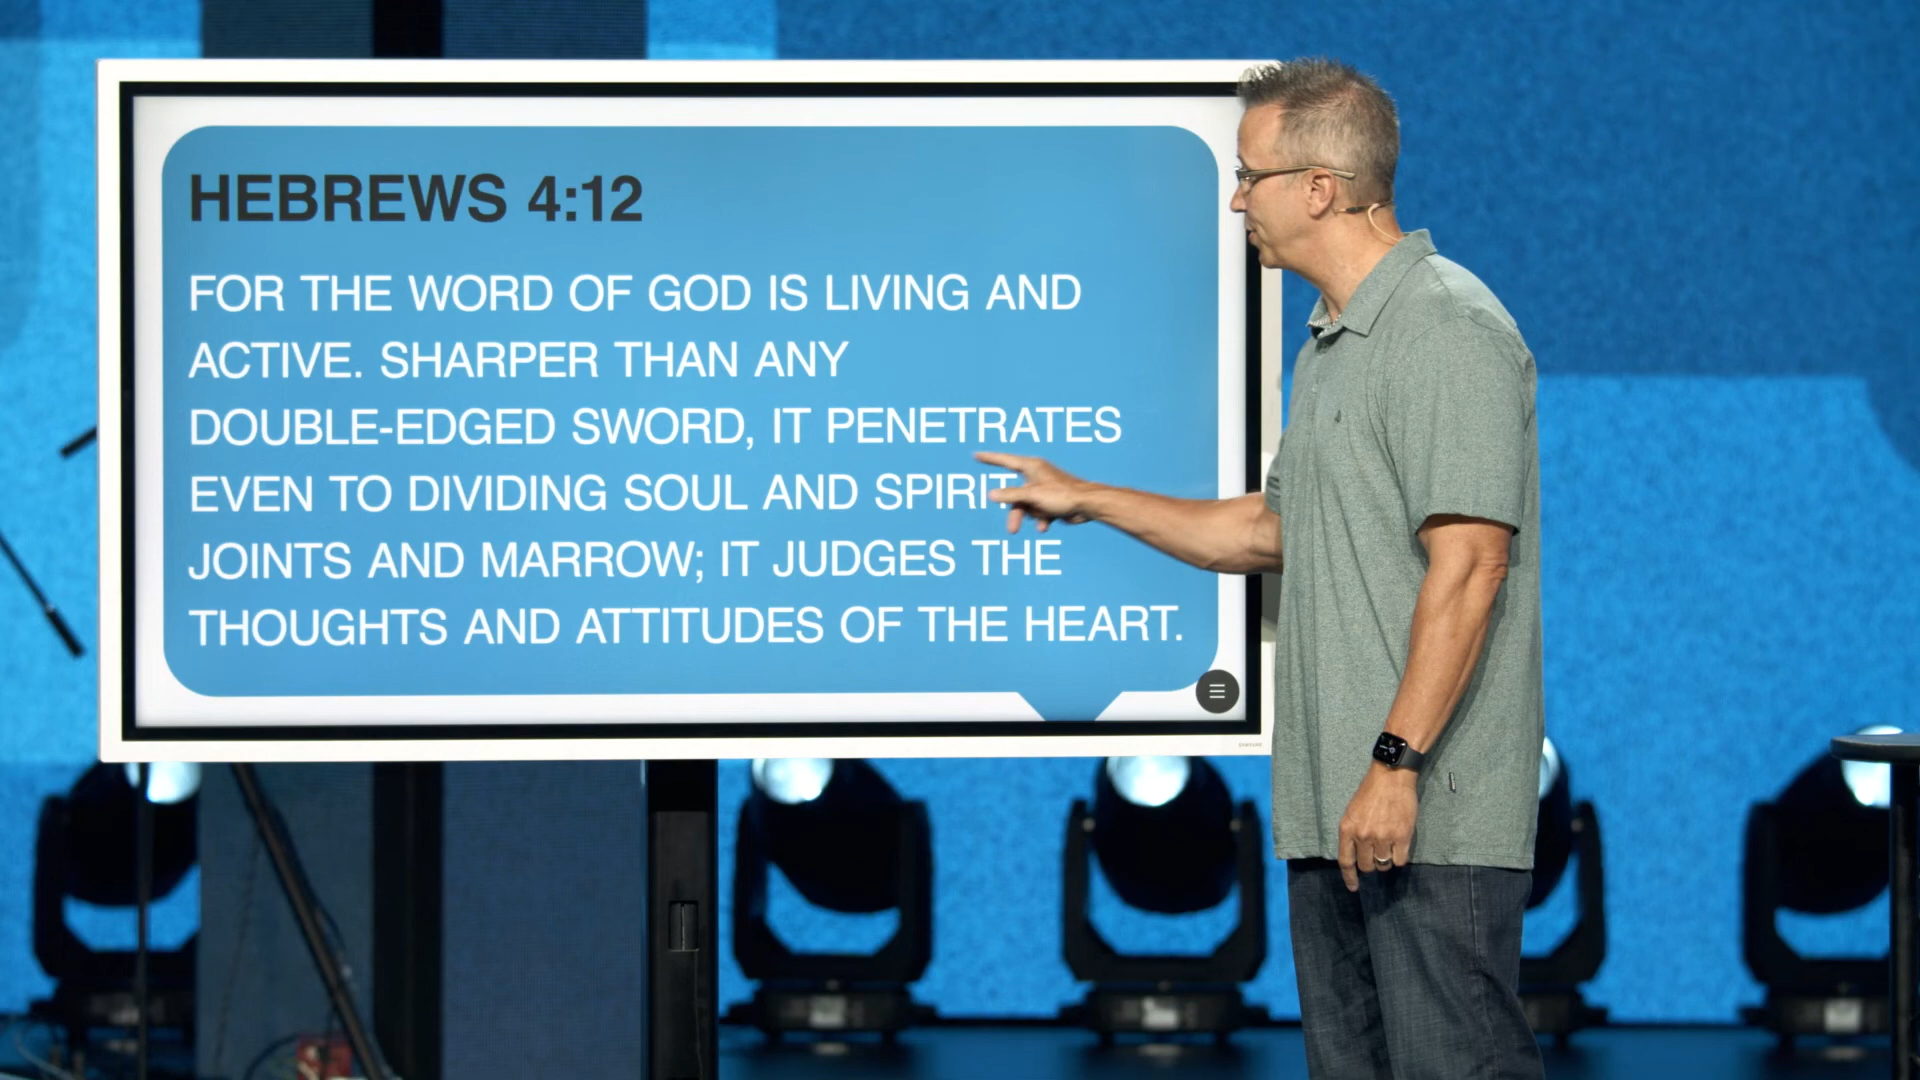 HEBREWS 4:12
FOR THE WORD OF GOD IS LIVING AND
ACTIVE. SHARPER THAN ANY
DOUBLE-EDGED SWORD, IT PENETRATES
EVEN TO DIVIDING SOUL AND SPIRIT,
JOINTS AND MARROW; IT JUDGES THE
THOUGHTS AND ATTITUDES OF THE HEART.
SAMSUNG